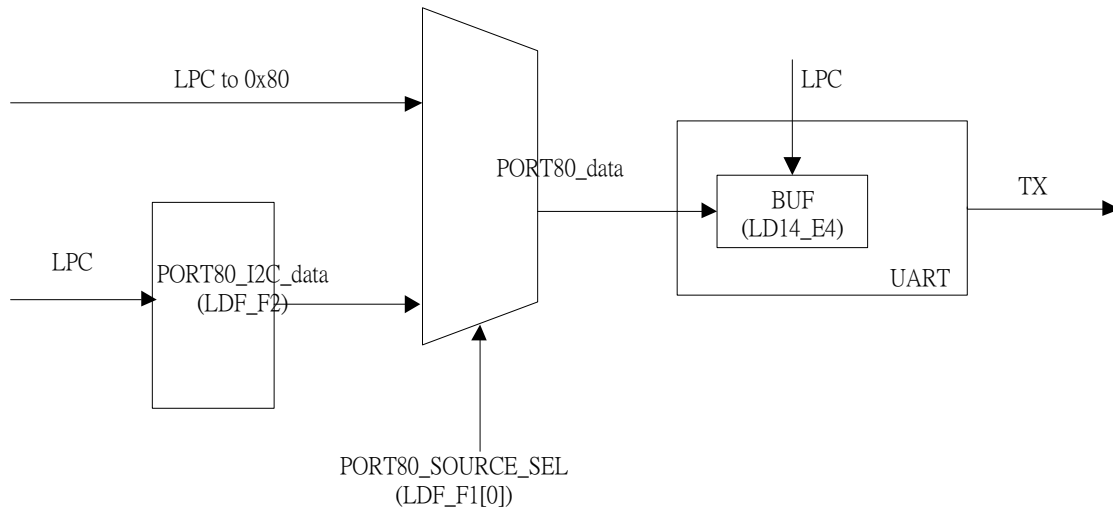 LPC to 0x80
LPC
PORT80_data
LPC
PORT80_I2C_data
(LDF_F2)
BUF
(LD14_E4)
UART
TX
PORT80_SOURCE_SEL
(LDF_F1[0])